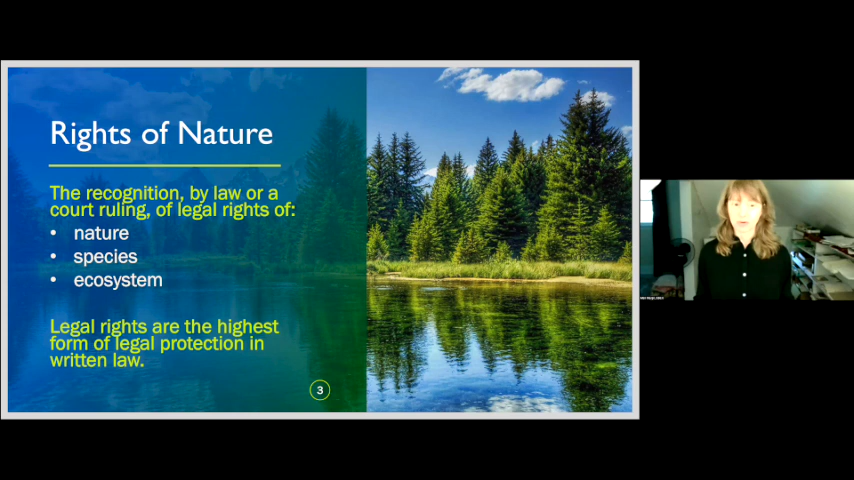 Rights of Nature
The recognition, by law or a
court ruling, of legal rights of:
• nature
• species
• ecosystem
Legal rights are the highest
form of legal protection in
written law.
3